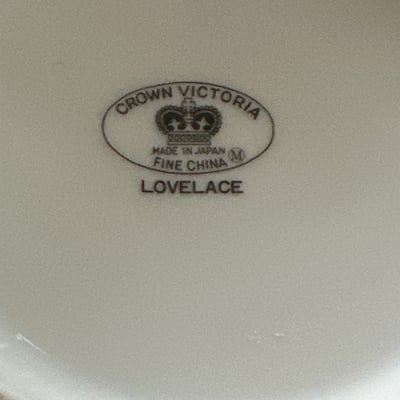 CROWN VICTORIA
MADE IN JAPAN
FINE CHINA M
LOVELACE